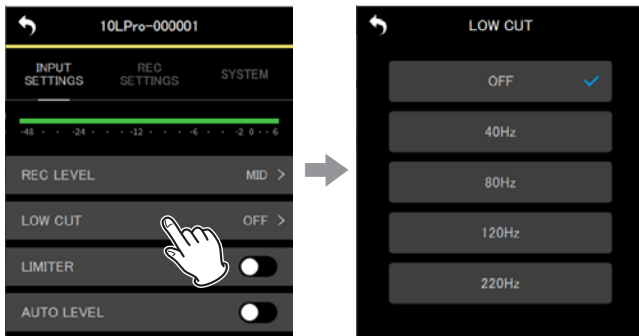 10LPro-000001
INPUT SETTINGS
REC SETTINGS
SYSTEM
-48 · · -24 · · · -12 · · · -6 · · -2 0 · · 6
REC LEVEL MID >
LOW CUT OFF >
LIMITER
AUTO LEVEL
LOW CUT
OFF
40Hz
80Hz
120Hz
220Hz